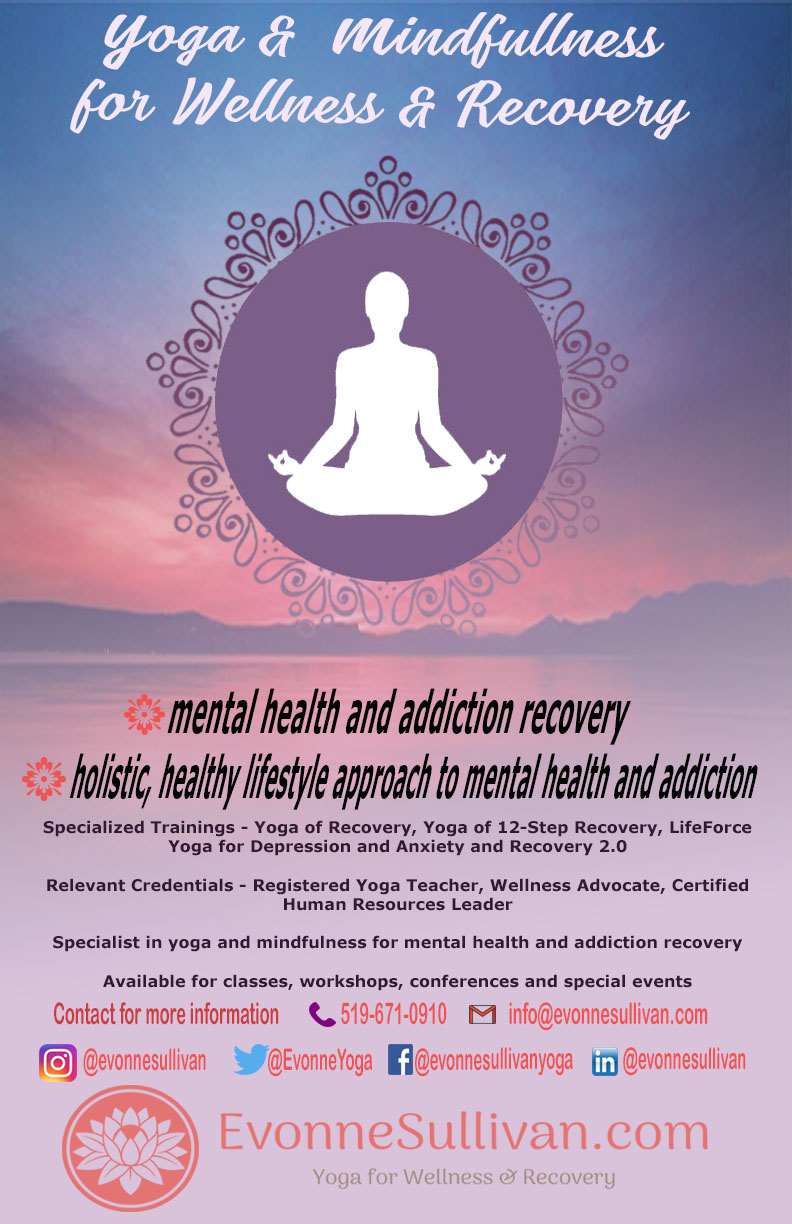 Yoga & Mindfullness
for Wellness & Recovery
mental health and addiction recovery
holistic, healthy lifestyle approach to mental health and addiction
Specialized Trainings - Yoga of Recovery, Yoga of 12-Step Recovery, LifeForce
Yoga for Depression and Anxiety and Recovery 2.0
Relevant Credentials - Registered Yoga Teacher, Wellness Advocate, Certified
Human Resources Leader
Specialist in yoga and mindfulness for mental health and addiction recovery
Available for classes, workshops, conferences and special events
Contact for more information 519-671-0910 info@evonnesullivan.com
@evonnesullivan @EvonneYoga @evonnesullivanyoga in @evonnesullivan
EvonneSullivan.com
Yoga for Wellness & Recovery